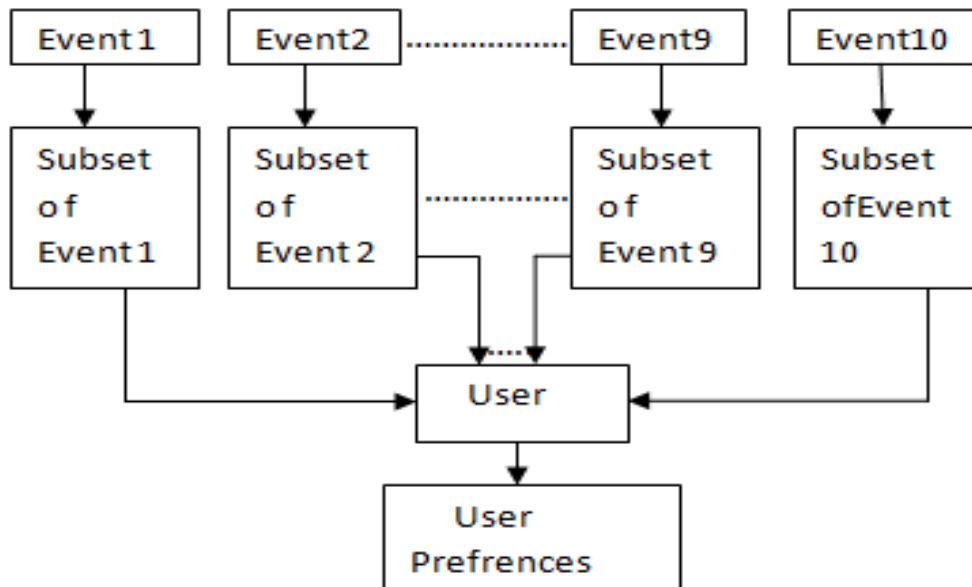 Event1
Event2
Event9
Event10
Subset
of
Event1
Subset
of
Event2
Subset
of
Event9
Subset
ofEvent
10
User
User
Prefrences